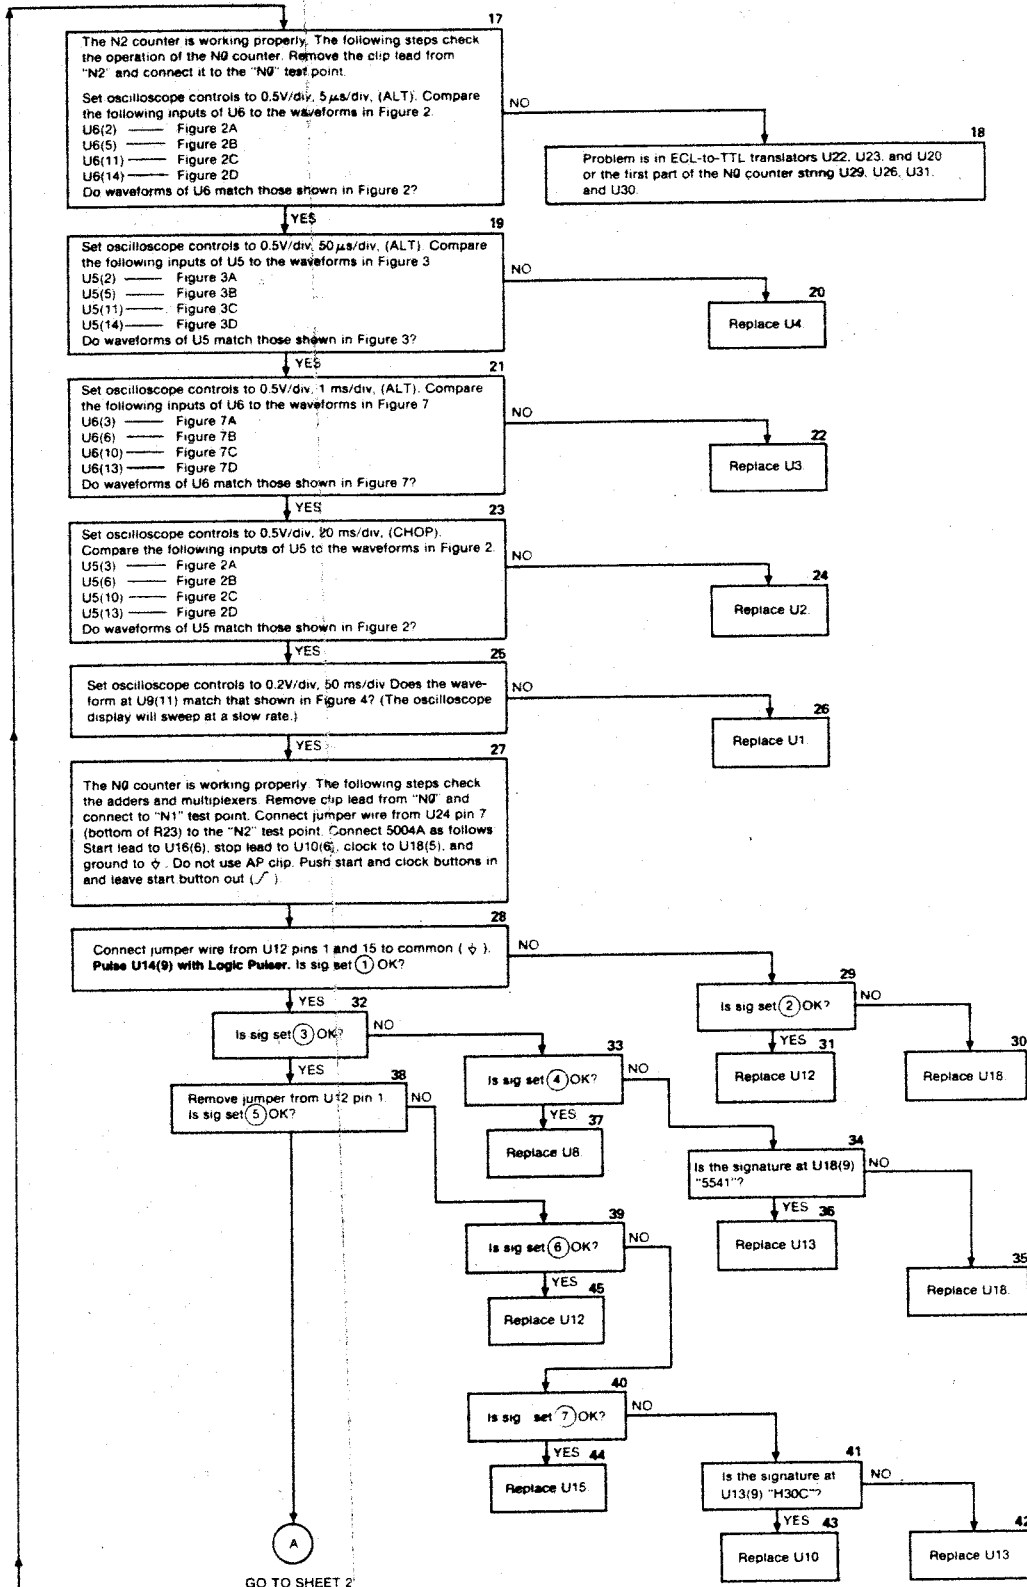 17
The N2 counter is working properly. The following steps check
the operation of the NØ counter. Remove the clip lead from
"N2" and connect it to the "NØ" test point.
Set oscilloscope controls to 0.5V/div, 5 µs/div, (ALT). Compare
the following inputs of U6 to the waveforms in Figure 2.
U6(2) —— Figure 2A
U6(5) —— Figure 2B
U6(11) —— Figure 2C
U6(14) —— Figure 2D
Do waveforms of U6 match those shown in Figure 2?
NO
18
Problem is in ECL-to-TTL translators U22, U23, and U20
or the first part of the NØ counter string U29, U26, U31,
and U30.
YES
19
Set oscilloscope controls to 0.5V/div, 50 µs/div, (ALT). Compare
the following inputs of U5 to the waveforms in Figure 3
U5(2) —— Figure 3A
U5(5) —— Figure 3B
U5(11) —— Figure 3C
U5(14) —— Figure 3D
Do waveforms of U5 match those shown in Figure 3?
NO
20
Replace U4.
YES
21
Set oscilloscope controls to 0.5V/div, 1 ms/div, (ALT). Compare
the following inputs of U6 to the waveforms in Figure 7
U6(3) —— Figure 7A
U6(6) —— Figure 7B
U6(10) —— Figure 7C
U6(13) —— Figure 7D
Do waveforms of U6 match those shown in Figure 7?
NO
22
Replace U3.
YES
23
Set oscilloscope controls to 0.5V/div, 20 ms/div, (CHOP).
Compare the following inputs of U5 to the waveforms in Figure 2.
U5(3) —— Figure 2A
U5(6) —— Figure 2B
U5(10) —— Figure 2C
U5(13) —— Figure 2D
Do waveforms of U5 match those shown in Figure 2?
NO
24
Replace U2.
YES
25
Set oscilloscope controls to 0.2V/div, 50 ms/div Does the wave-
form at U9(11) match that shown in Figure 4? (The oscilloscope
display will sweep at a slow rate.)
NO
26
Replace U1.
YES
27
The NØ counter is working properly. The following steps check
the adders and multiplexers. Remove clip lead from "NØ" and
connect to "N1" test point. Connect jumper wire from U24 pin 7
(bottom of R23) to the "N2" test point. Connect 5004A as follows
Start lead to U16(6), stop lead to U10(6), clock to U18(5), and
ground to ⏚. Do not use AP clip. Push start and clock buttons in
and leave start button out (ʃ).
28
Connect jumper wire from U12 pins 1 and 15 to common (⏚).
Pulse U14(9) with Logic Pulser. Is sig set ① OK?
NO
29
Is sig set ② OK?
NO
30
Replace U18.
YES
31
Replace U12
YES
32
Is sig set ③ OK?
NO
33
Is sig set ④ OK?
NO
34
Is the signature at U18(9)
"5541"?
NO
35
Replace U18.
YES
36
Replace U13
YES
37
Replace U8
YES
38
Remove jumper from U12 pin 1.
Is sig set ⑤ OK?
NO
39
Is sig set ⑥ OK?
NO
YES
45
Replace U12
40
Is sig set ⑦ OK?
NO
41
Is the signature at
U13(9) "H30C"?
NO
42
Replace U13
YES
43
Replace U10
YES
44
Replace U15.
A
GO TO SHEET 2